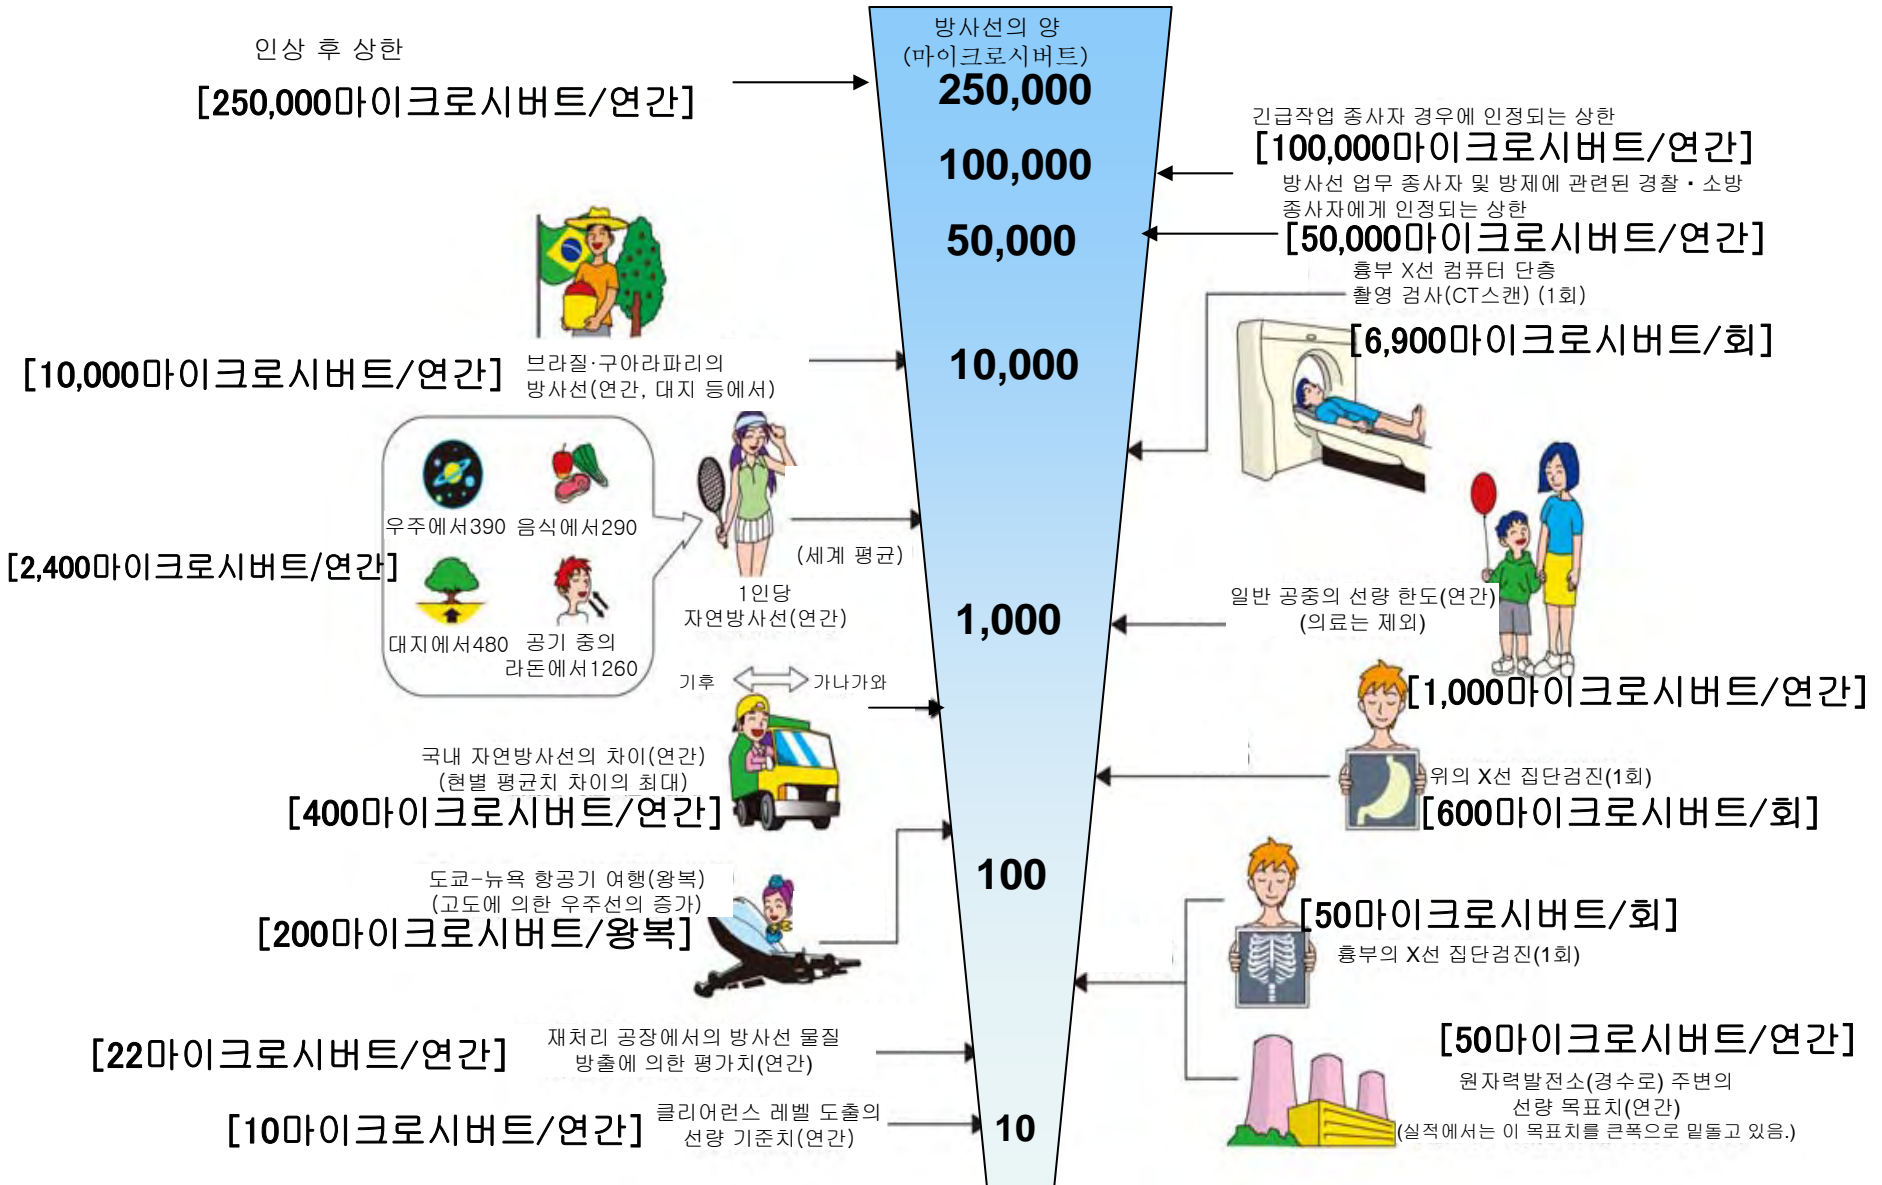 인상 후 상한
[250,000마이크로시버트/연간]
방사선의 양
(마이크로시버트)
250,000
100,000
50,000
10,000
1,000
100
10
긴급작업 종사자 경우에 인정되는 상한
[100,000마이크로시버트/연간]
방사선 업무 종사자 및 방제에 관련된 경찰・소방
종사자에게 인정되는 상한
[50,000마이크로시버트/연간]
흉부 X선 컴퓨터 단층
촬영 검사(CT스캔) (1회)
[6,900마이크로시버트/회]
[10,000마이크로시버트/연간]
브라질·구아라파리의
방사선(연간, 대지 등에서)
우주에서390 음식에서290
[2,400마이크로시버트/연간]
대지에서480 공기 중의
라돈에서1260
(세계 평균)
1인당
자연방사선(연간)
일반 공중의 선량 한도(연간)
(의료는 제외)
[1,000마이크로시버트/연간]
기후 가나가와
국내 자연방사선의 차이(연간)
(현별 평균치 차이의 최대)
[400마이크로시버트/연간]
위의 X선 집단검진(1회)
[600마이크로시버트/회]
도쿄-뉴욕 항공기 여행(왕복)
(고도에 의한 우주선의 증가)
[200마이크로시버트/왕복]
[50마이크로시버트/회]
흉부의 X선 집단검진(1회)
[22마이크로시버트/연간]
재처리 공장에서의 방사선 물질
방출에 의한 평가치(연간)
[50마이크로시버트/연간]
원자력발전소(경수로) 주변의
선량 목표치(연간)
(실적에서는 이 목표치를 큰폭으로 밑돌고 있음.)
[10마이크로시버트/연간]
클리어런스 레벨 도출의
선량 기준치(연간)